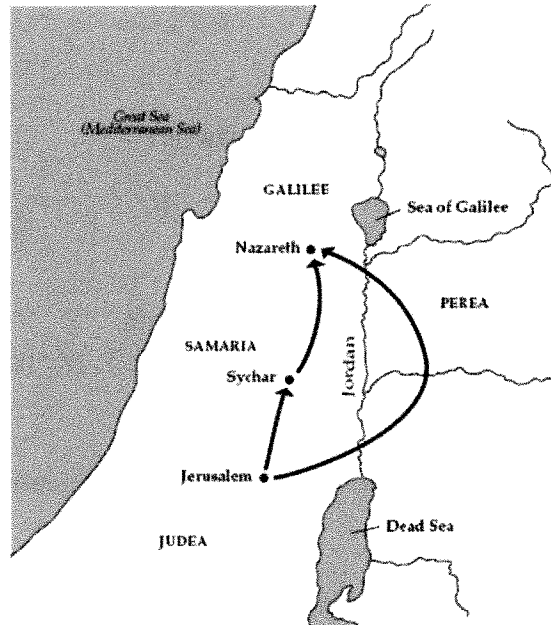 Great Sea
(Mediterranean Sea)
GALILEE
Sea of Galilee
Nazareth
PEREA
SAMARIA
Jordan
Sychar
Jerusalem
Dead Sea
JUDEA